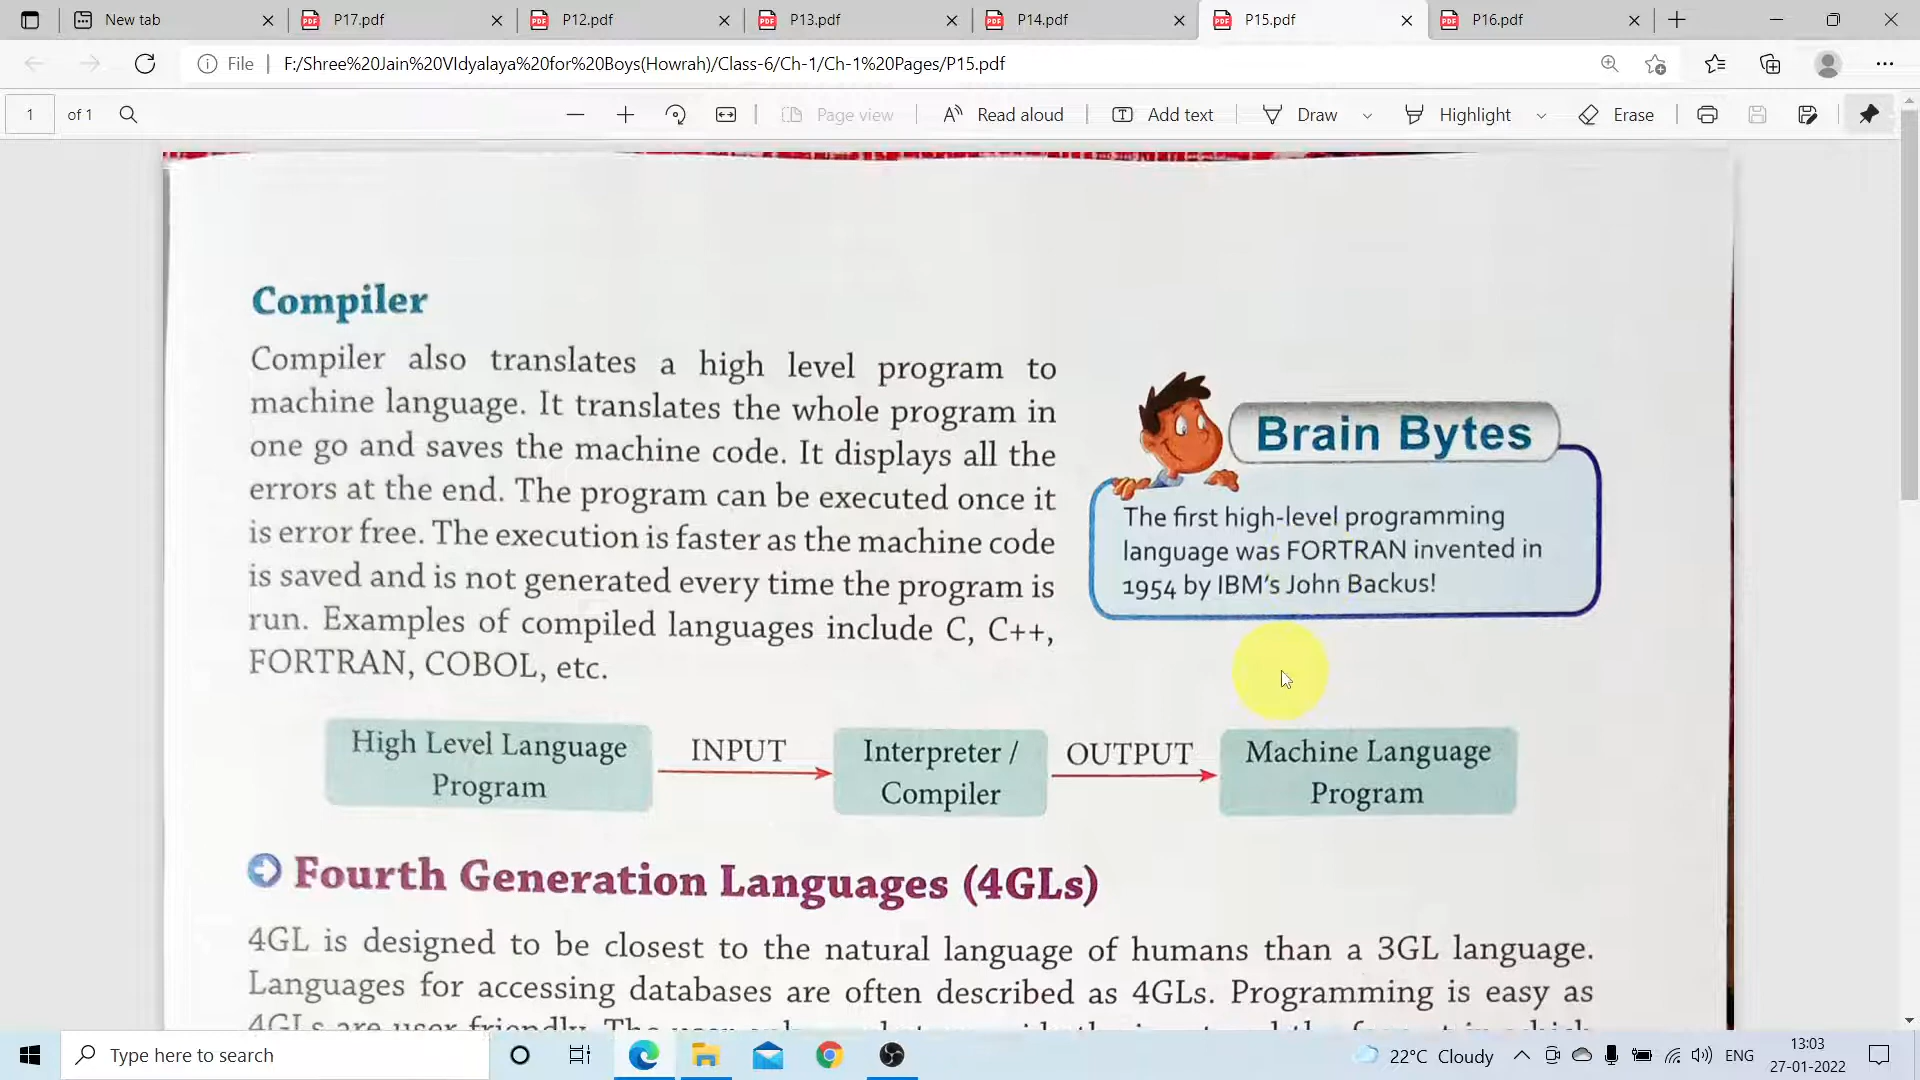 New tab
P17.pdf
P12.pdf
P13.pdf
P14.pdf
P15.pdf
P16.pdf
File
F:/Shree%20Jain%20VIdyalaya%20for%20Boys(Howrah)/Class-6/Ch-1/Ch-1%20Pages/P15.pdf
1 of 1
Page view
Read aloud
Add text
Draw
Highlight
Erase
Compiler
Compiler also translates a high level program to
machine language. It translates the whole program in
one go and saves the machine code. It displays all the
errors at the end. The program can be executed once it
is error free. The execution is faster as the machine code
is saved and is not generated every time the program is
run. Examples of compiled languages include C, C++,
FORTRAN, COBOL, etc.
Brain Bytes
The first high-level programming
language was FORTRAN invented in
1954 by IBM's John Backus!
High Level Language
Program
INPUT
Interpreter /
Compiler
OUTPUT
Machine Language
Program
Fourth Generation Languages (4GLs)
4GL is designed to be closest to the natural language of humans than a 3GL language.
Languages for accessing databases are often described as 4GLs. Programming is easy as
4GLs are user friendly. The user
Type here to search
22°C Cloudy
ENG
13:03
27-01-2022